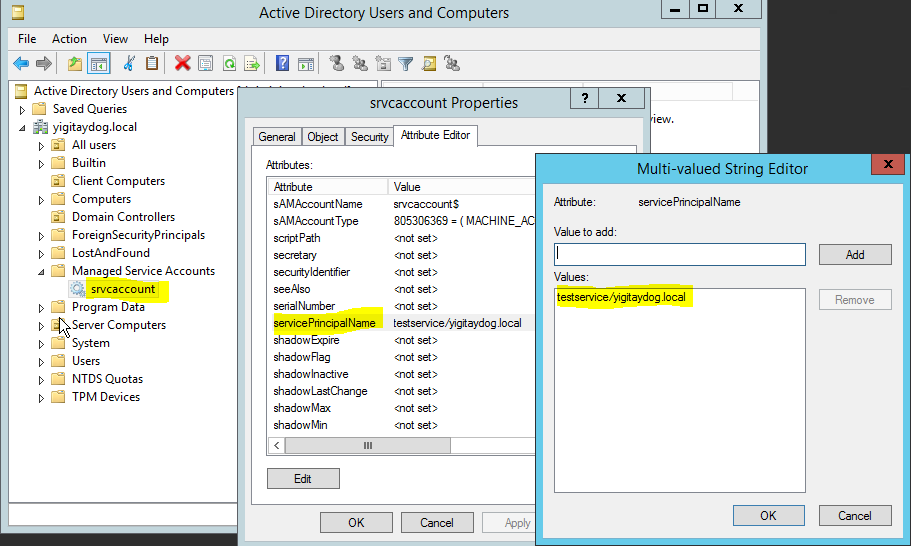 Active Directory Users and Computers
File Action View Help
Active Directory Users and Computers
Saved Queries
yigitaydog.local
All users
Builtin
Client Computers
Computers
Domain Controllers
ForeignSecurityPrincipals
LostAndFound
Managed Service Accounts
srvcaccount
Program Data
Server Computers
System
Users
NTDS Quotas
TPM Devices
view.
srvcaccount Properties
? X
General Object Security Attribute Editor
Attributes:
Attribute Value
sAMAccountName srvcaccount$
sAMAccountType 805306369 = ( MACHINE_AC
scriptPath <not set>
secretary <not set>
securityIdentifier <not set>
seeAlso <not set>
serialNumber <not set>
servicePrincipalName testservice/yigitaydog.local
shadowExpire <not set>
shadowFlag <not set>
shadowInactive <not set>
shadowLastChange <not set>
shadowMax <not set>
shadowMin <not set>
Edit
OK Cancel Apply
Multi-valued String Editor
Attribute: servicePrincipalName
Value to add:
Add
Values:
testservice/yigitaydog.local
Remove
OK Cancel